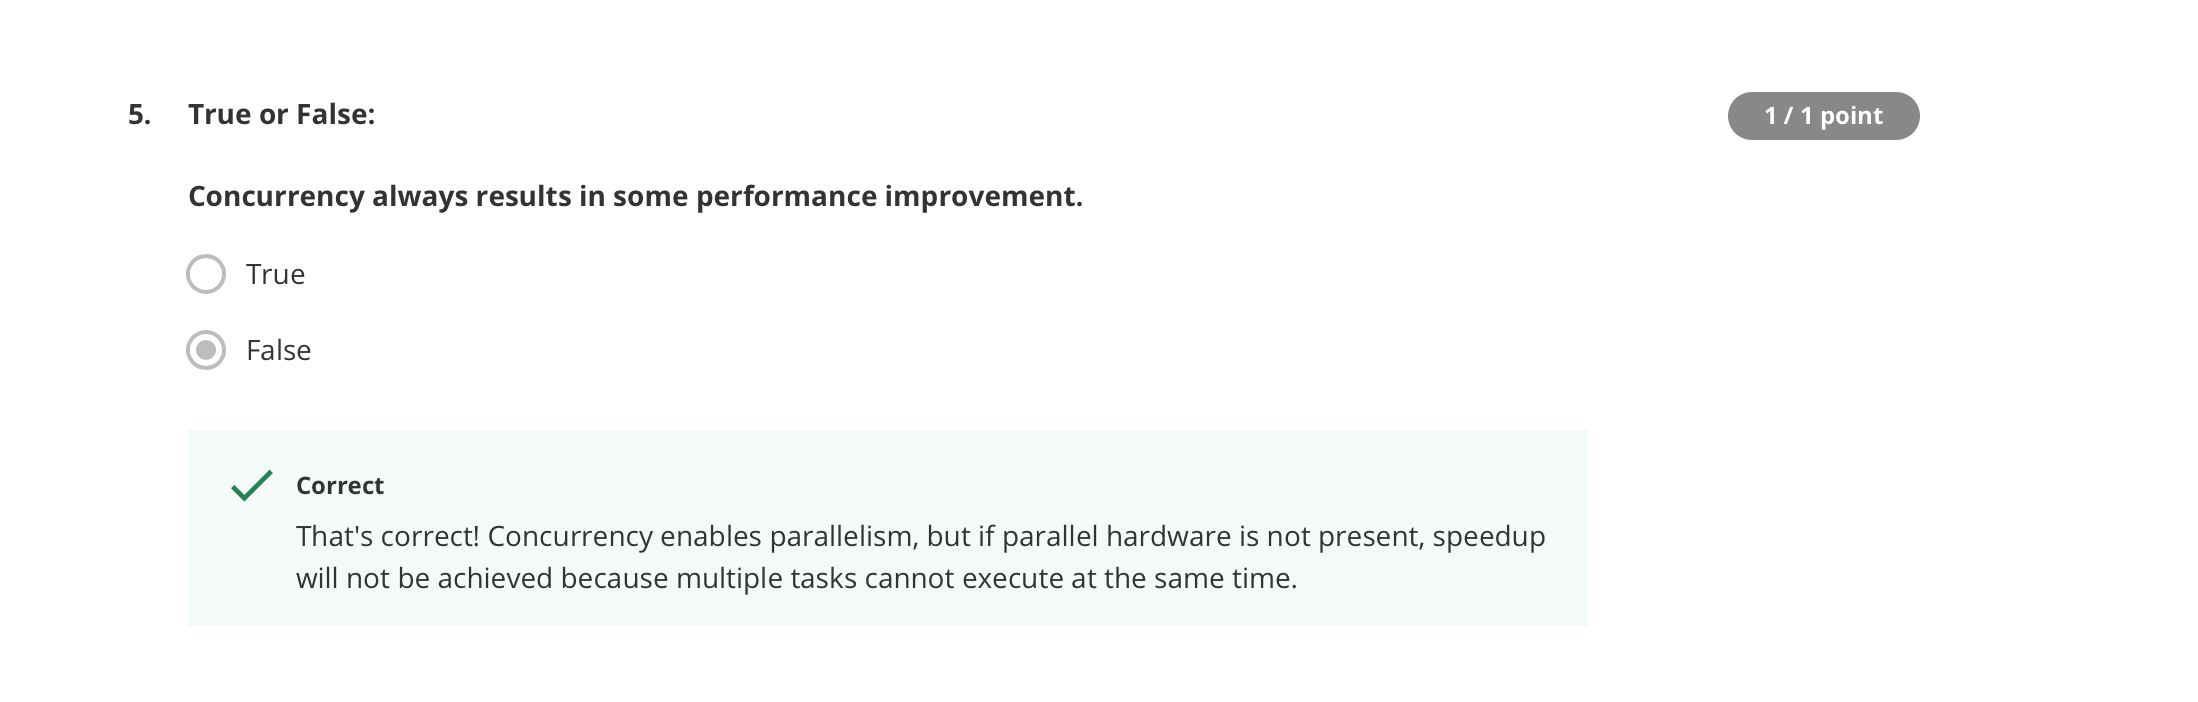 5. True or False: 1 / 1 point
Concurrency always results in some performance improvement.
True
False
Correct
That's correct! Concurrency enables parallelism, but if parallel hardware is not present, speedup
will not be achieved because multiple tasks cannot execute at the same time.